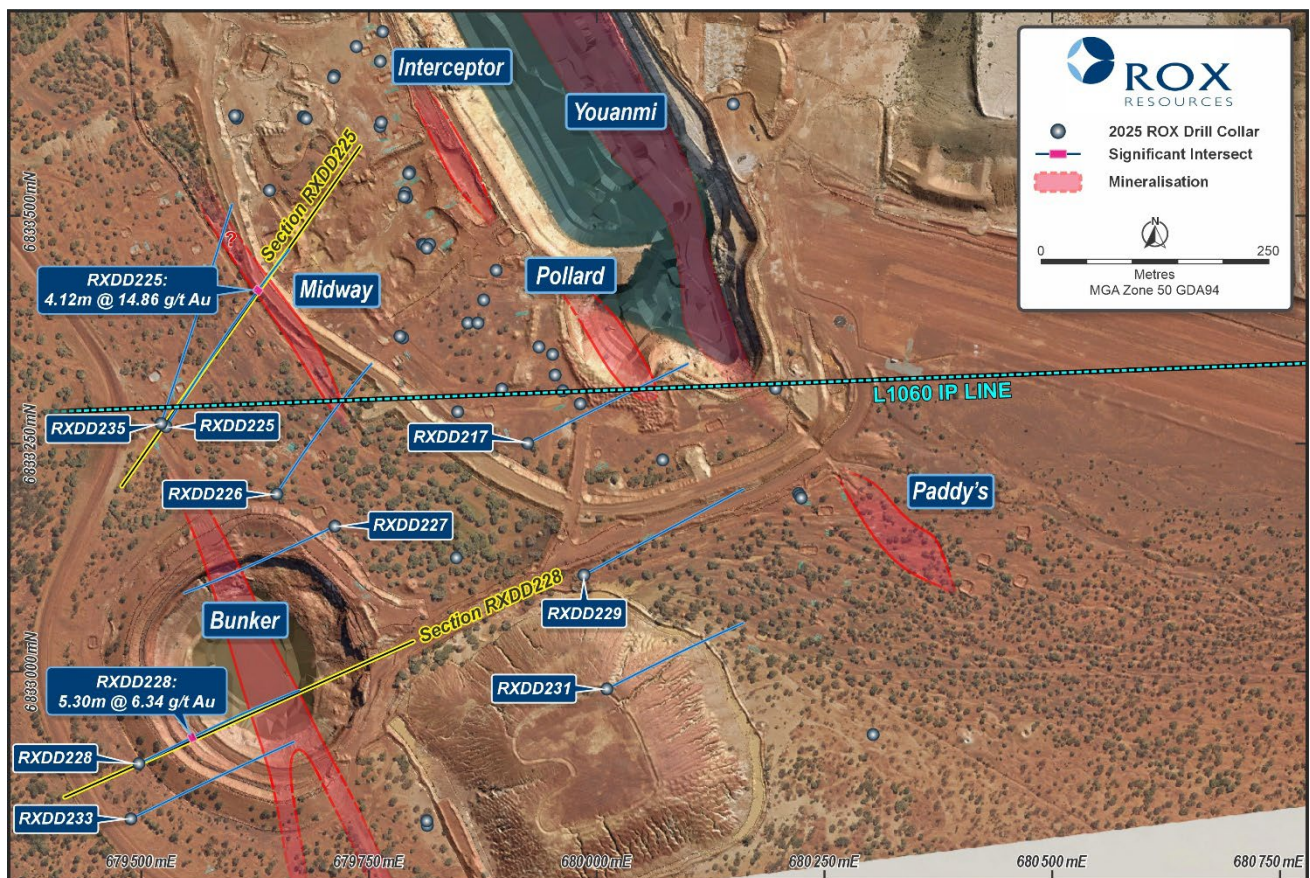 ROX
RESOURCES
2025 ROX Drill Collar
Significant Intersect
Mineralisation
N
0 250
Metres
MGA Zone 50 GDA94
Interceptor
Youanmi
6 833 500 mN
Section RXDD225
?
RXDD225:
4.12m @ 14.86 g/t Au
Midway
Pollard
L1060 IP LINE
RXDD235
RXDD225
6 833 250 mN
RXDD217
RXDD226
Paddy's
RXDD227
RXDD229
Section RXDD228
Bunker
6 833 000 mN
RXDD228:
5.30m @ 6.34 g/t Au
RXDD231
RXDD228
RXDD233
679 500 mE
679 750 mE
680 000 mE
680 250 mE
680 500 mE
680 750 mE